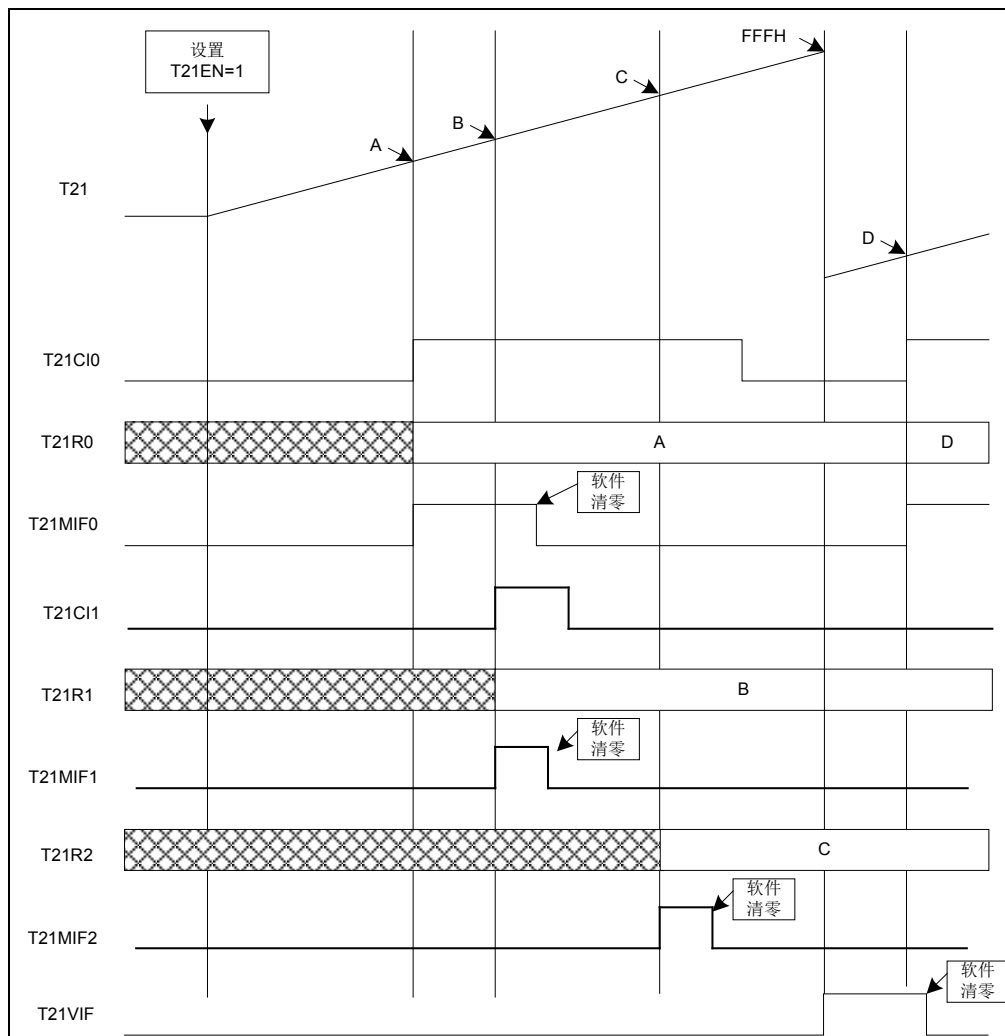 设置
T21EN=1
FFFH
C
B
A
T21
D
T21CI0
T21R0
A
D
软件
清零
T21MIF0
T21CI1
T21R1
B
软件
清零
T21MIF1
T21R2
C
软件
清零
T21MIF2
软件
清零
T21VIF